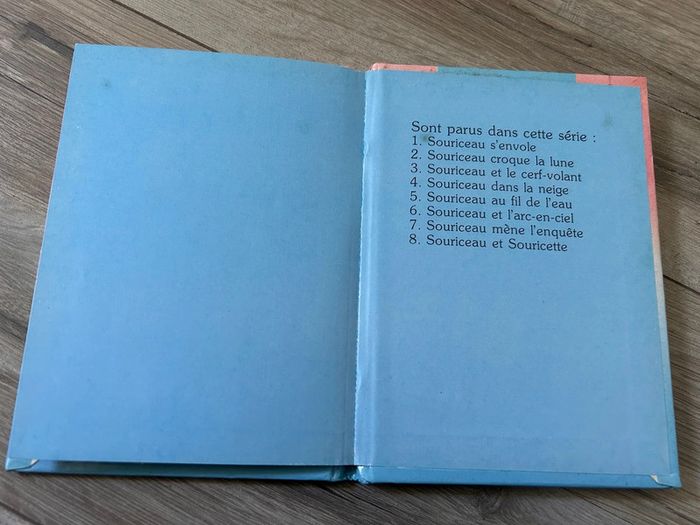 Sont parus dans cette série :
1. Souriceau s'envole
2. Souriceau croque la lune
3. Souriceau et le cerf-volant
4. Souriceau dans la neige
5. Souriceau au fil de l'eau
6. Souriceau et l'arc-en-ciel
7. Souriceau mène l'enquête
8. Souriceau et Souricette